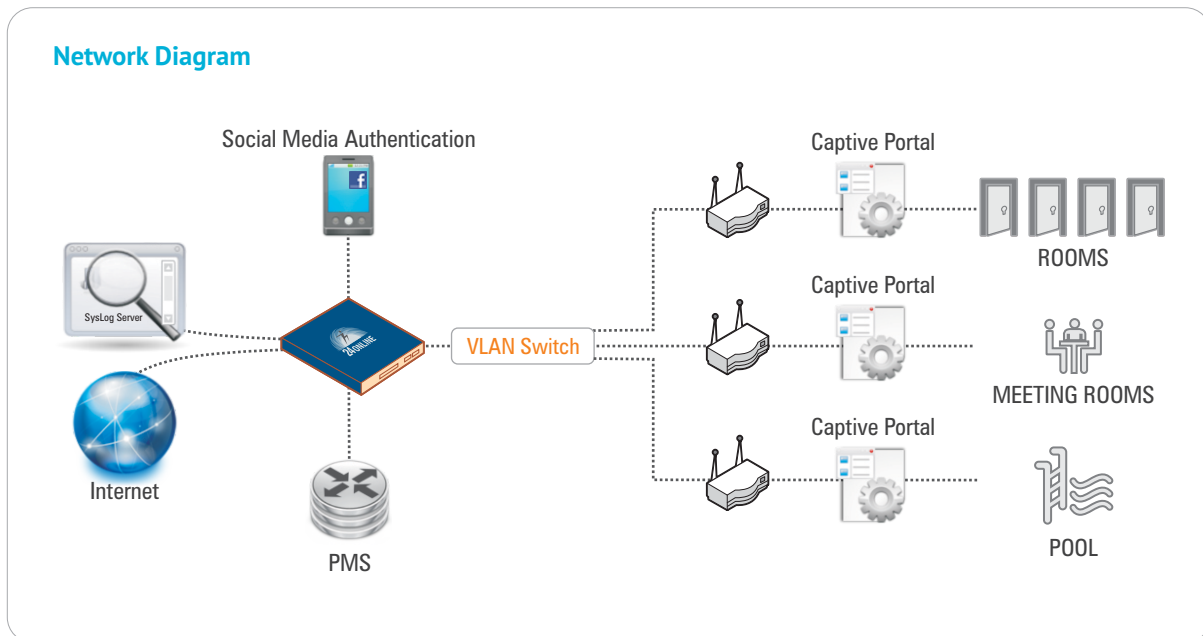 Network Diagram
Social Media Authentication
SysLog Server
Internet
24ONLINE
PMS
VLAN Switch
Captive Portal
ROOMS
Captive Portal
MEETING ROOMS
Captive Portal
POOL